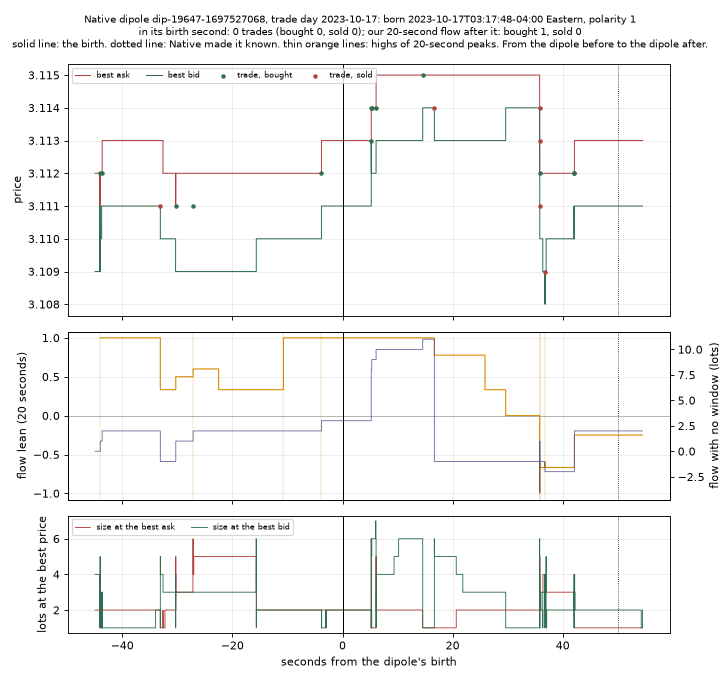 Native dipole dip-19647-1697527068, trade day 2023-10-17: born 2023-10-17T03:17:48-04:00 Eastern, polarity 1
in its birth second: 0 trades (bought 0, sold 0); our 20-second flow after it: bought 1, sold 0
solid line: the birth. dotted line: Native made it known. thin orange lines: highs of 20-second peaks. From the dipole before to the dipole after.
best ask best bid trade, bought trade, sold
3.115
3.114
3.113
3.112
3.111
3.110
3.109
3.108
price
1.0
0.5
0.0
−0.5
−1.0
flow lean (20 seconds)
10.0
7.5
5.0
2.5
0.0
−2.5
flow with no window (lots)
size at the best ask size at the best bid
6
4
2
lots at the best price
−40 −20 0 20 40
seconds from the dipole's birth